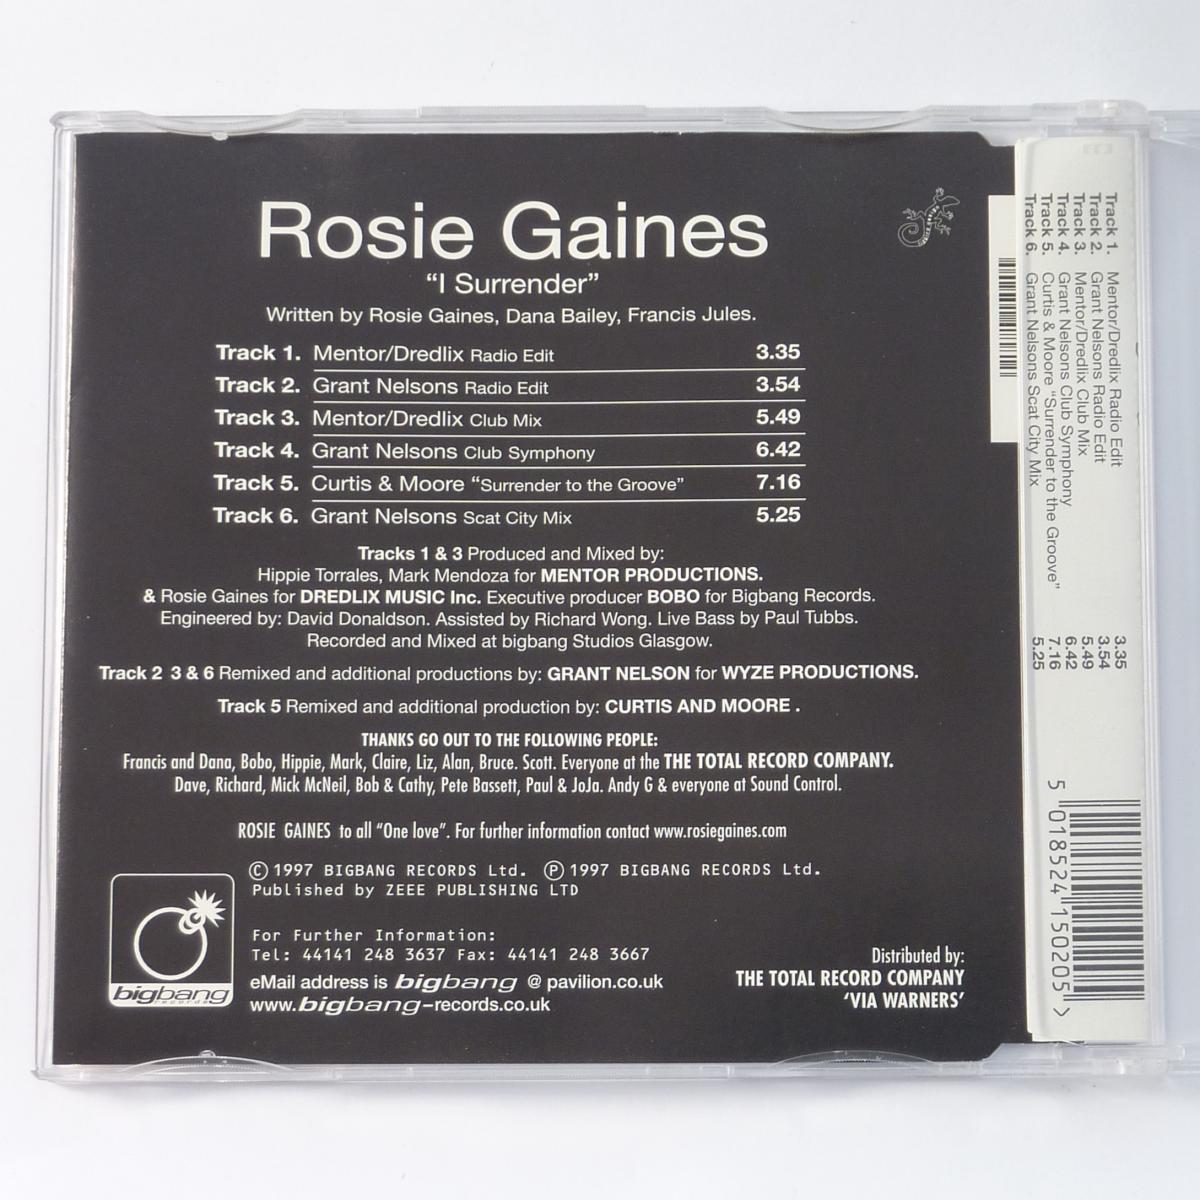 Rosie Gaines
“I Surrender”
Written by Rosie Gaines, Dana Bailey, Francis Jules.
Track 1. Mentor/Dredlix Radio Edit 3.35
Track 2. Grant Nelsons Radio Edit 3.54
Track 3. Mentor/Dredlix Club Mix 5.49
Track 4. Grant Nelsons Club Symphony 6.42
Track 5. Curtis & Moore “Surrender to the Groove” 7.16
Track 6. Grant Nelsons Scat City Mix 5.25
Tracks 1 & 3 Produced and Mixed by:
Hippie Torrales, Mark Mendoza for MENTOR PRODUCTIONS.
& Rosie Gaines for DREDLIX MUSIC Inc. Executive producer BOBO for Bigbang Records.
Engineered by: David Donaldson. Assisted by Richard Wong. Live Bass by Paul Tubbs.
Recorded and Mixed at bigbang Studios Glasgow.
Track 2 3 & 6 Remixed and additional productions by: GRANT NELSON for WYZE PRODUCTIONS.
Track 5 Remixed and additional production by: CURTIS AND MOORE .
THANKS GO OUT TO THE FOLLOWING PEOPLE:
Francis and Dana, Bobo, Hippie, Mark, Claire, Liz, Alan, Bruce. Scott. Everyone at the THE TOTAL RECORD COMPANY.
Dave, Richard, Mick McNeil, Bob & Cathy, Pete Bassett, Paul & JoJa. Andy G & everyone at Sound Control.
ROSIE GAINES to all “One love”. For further information contact www.rosiegaines.com
© 1997 BIGBANG RECORDS Ltd. ℗ 1997 BIGBANG RECORDS Ltd.
Published by ZEEE PUBLISHING LTD
For Further Information:
Tel: 44141 248 3637 Fax: 44141 248 3667
eMail address is bigbang @ pavilion.co.uk
www.bigbang-records.co.uk
bigbang
records
Distributed by:
THE TOTAL RECORD COMPANY
‘VIA WARNERS’
Track 1. Mentor/Dredlix Radio Edit 3.35
Track 2. Grant Nelsons Radio Edit 3.54
Track 3. Mentor/Dredlix Club Mix 5.49
Track 4. Grant Nelsons Club Symphony 6.42
Track 5. Curtis & Moore “Surrender to the Groove” 7.16
Track 6. Grant Nelsons Scat City Mix 5.25
5 018524 150205 >